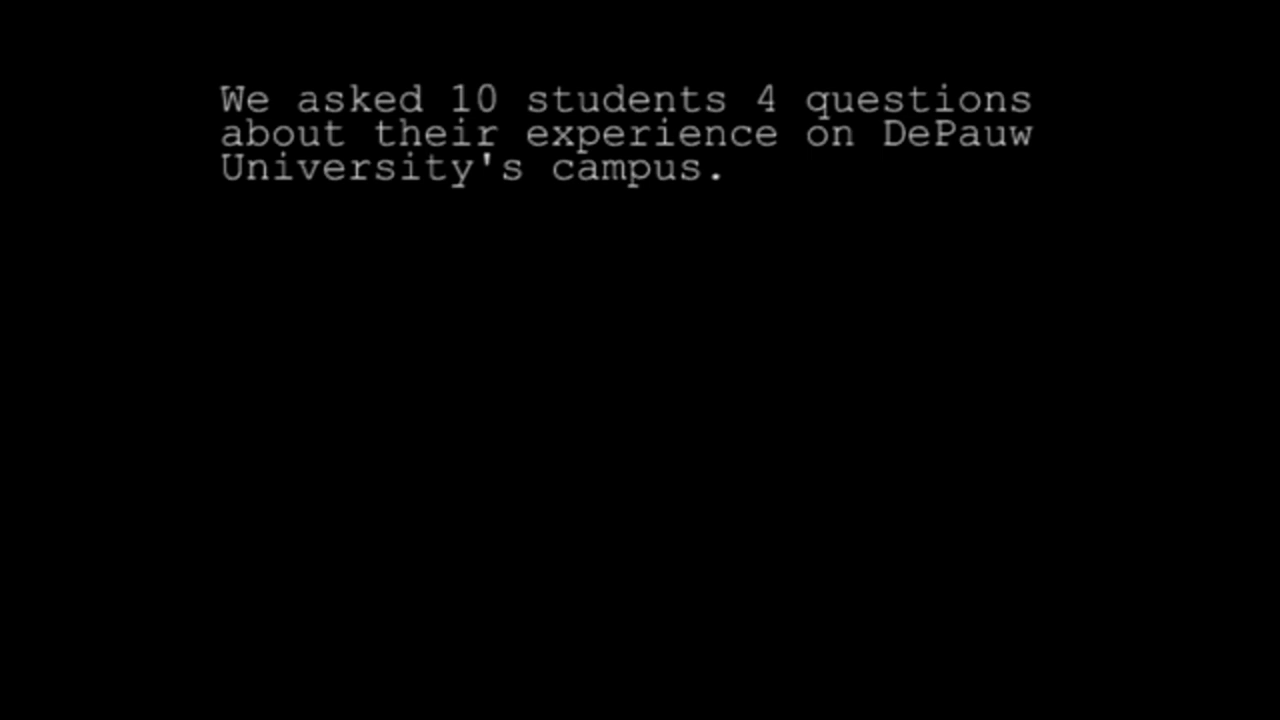 We asked 10 students 4 questions
about their experience on DePauw
University's campus.